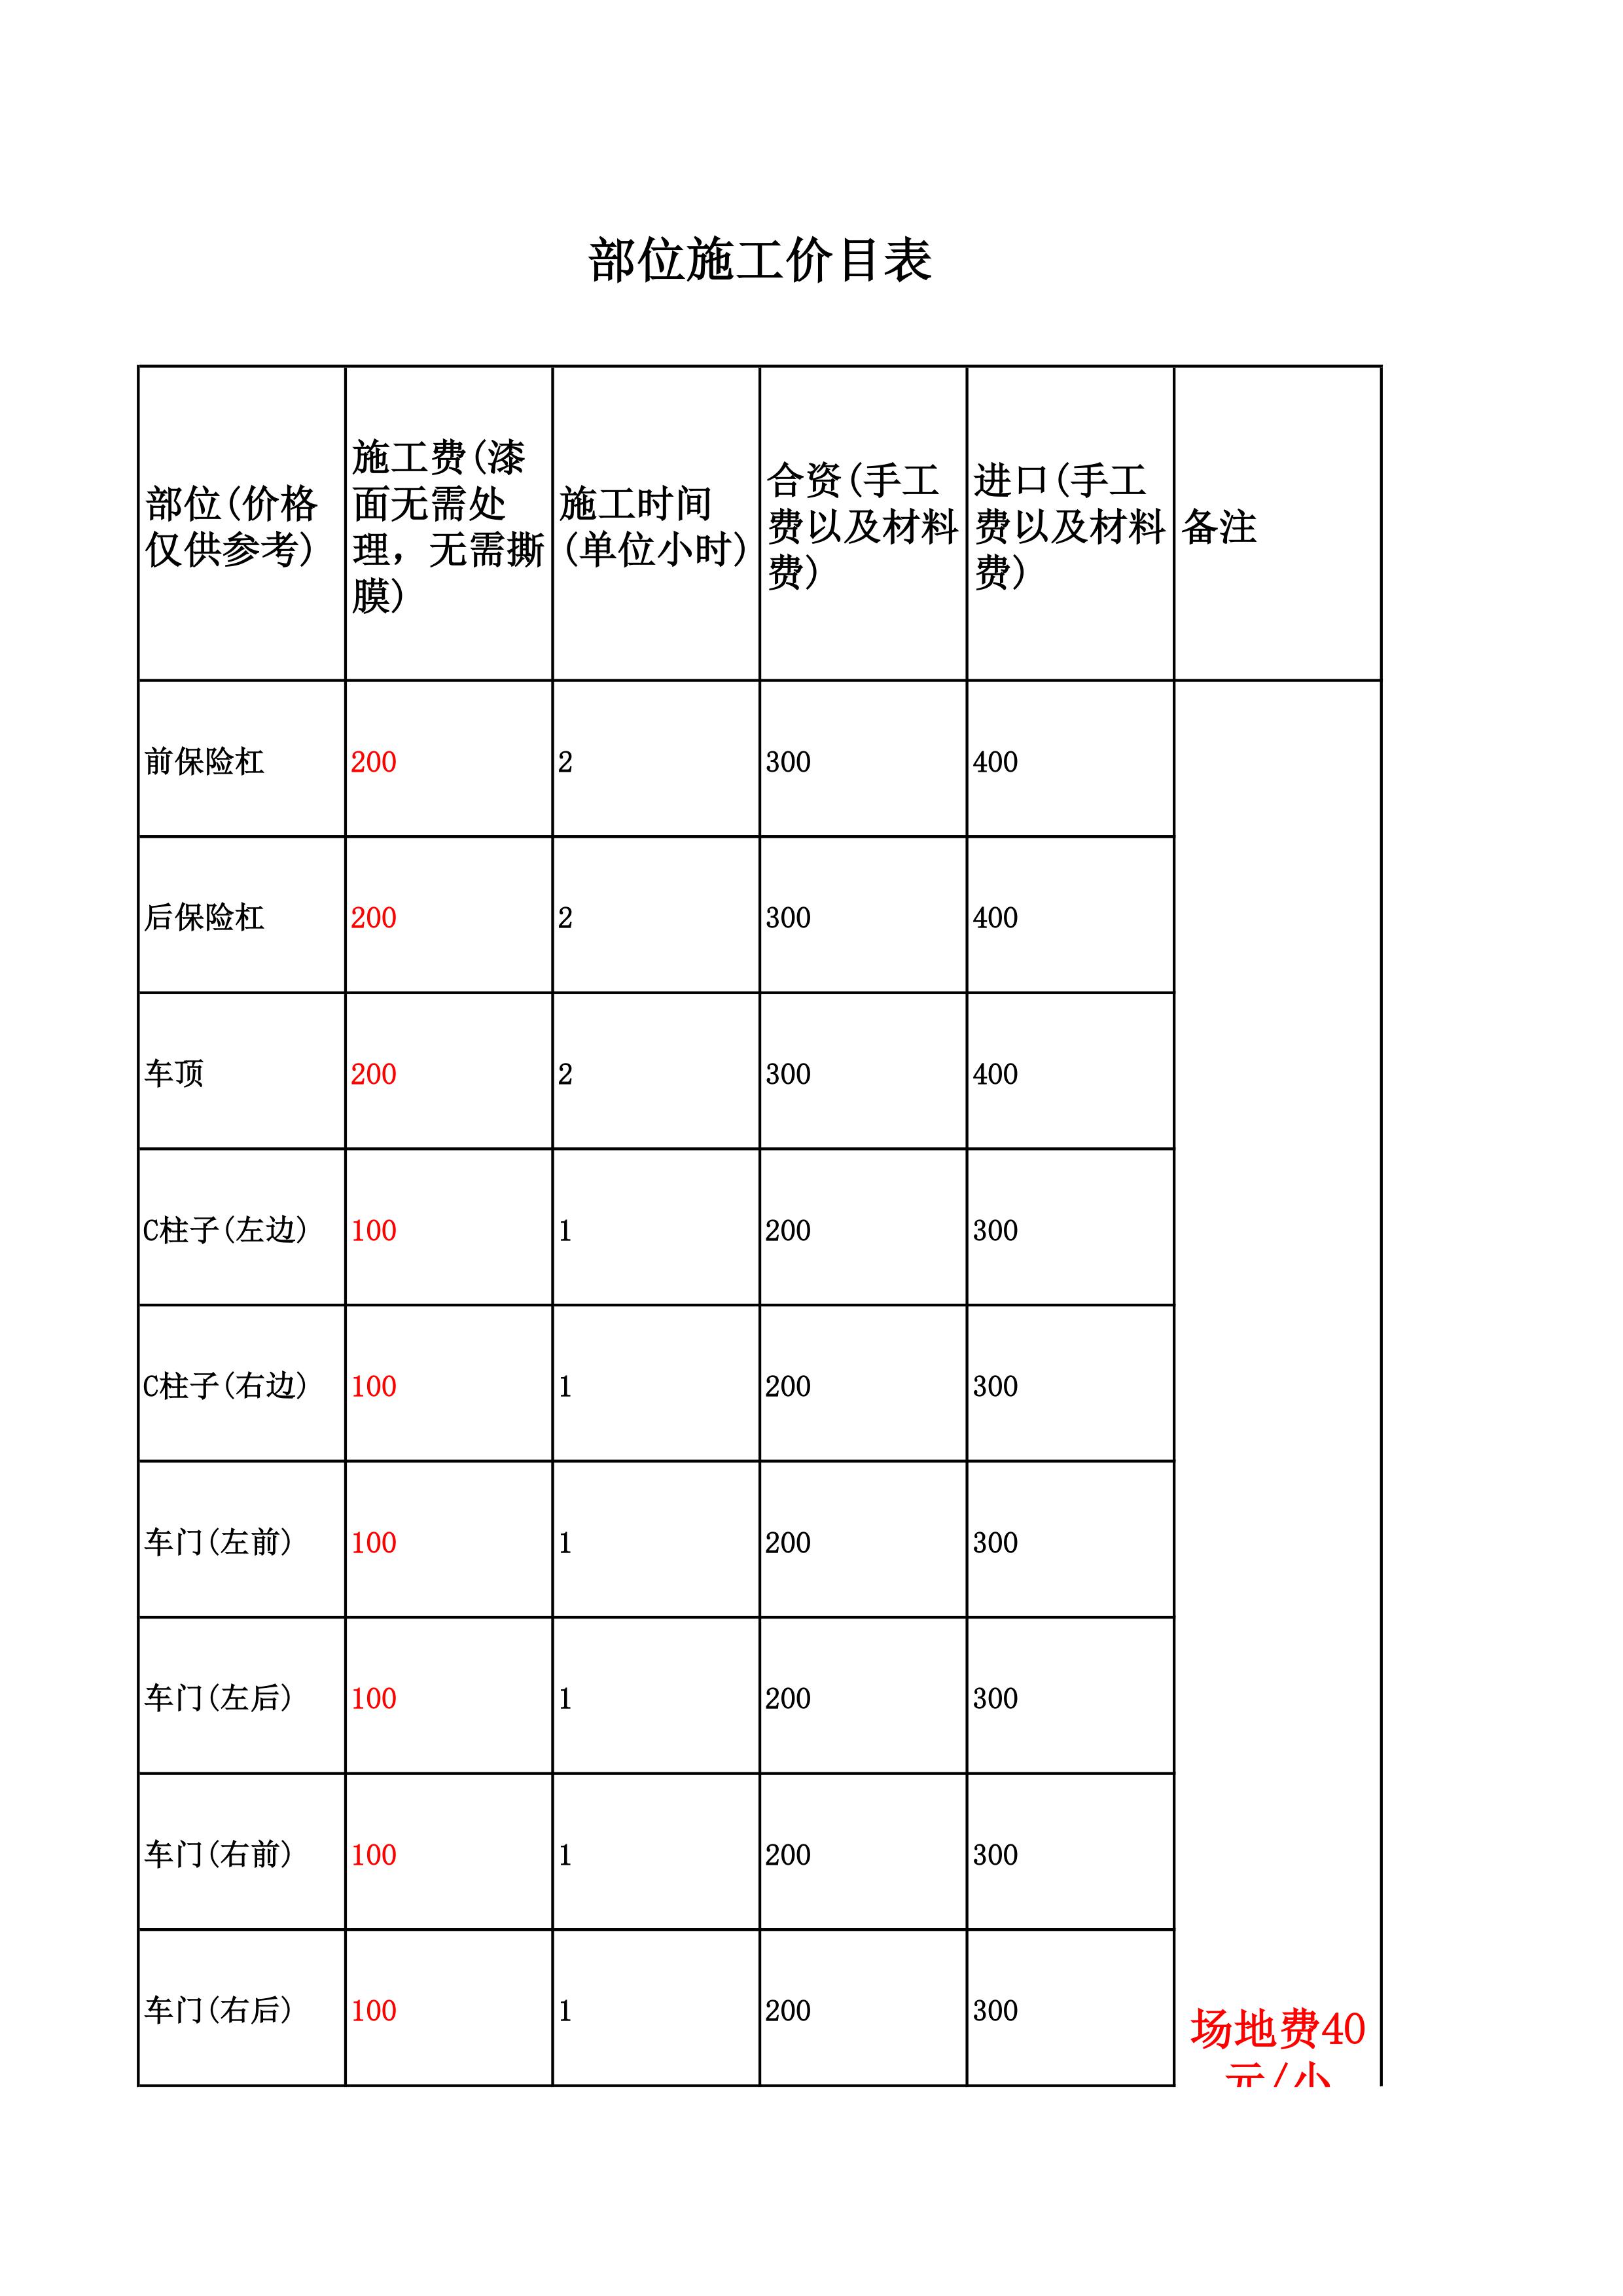 部位施工价目表
部位(价格
仅供参考)
施工费(漆
面无需处
理，无需撕
膜)
施工时间
(单位小时)
合资(手工
费以及材料
费)
进口(手工
费以及材料
费)
备注
前保险杠 200 2 300 400
后保险杠 200 2 300 400
车顶 200 2 300 400
C柱子(左边) 100 1 200 300
C柱子(右边) 100 1 200 300
车门(左前) 100 1 200 300
车门(左后) 100 1 200 300
车门(右前) 100 1 200 300
车门(右后) 100 1 200 300
场地费40
元/小